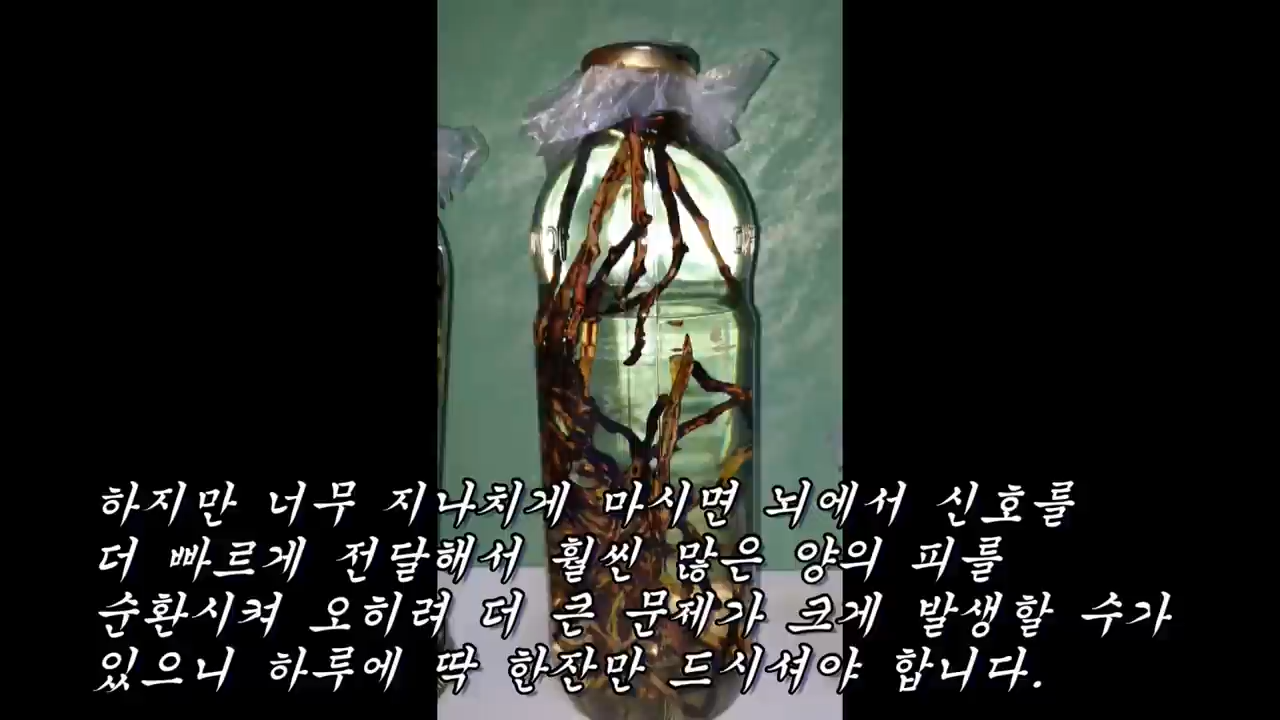 하지만 너무 지나치게 마시면 뇌에서 신호를
더 빠르게 전달해서 훨씬 많은 양의 피를
순환시켜 오히려 더 큰 문제가 크게 발생할 수가
있으니 하루에 딱 한잔만 드시셔야 합니다.